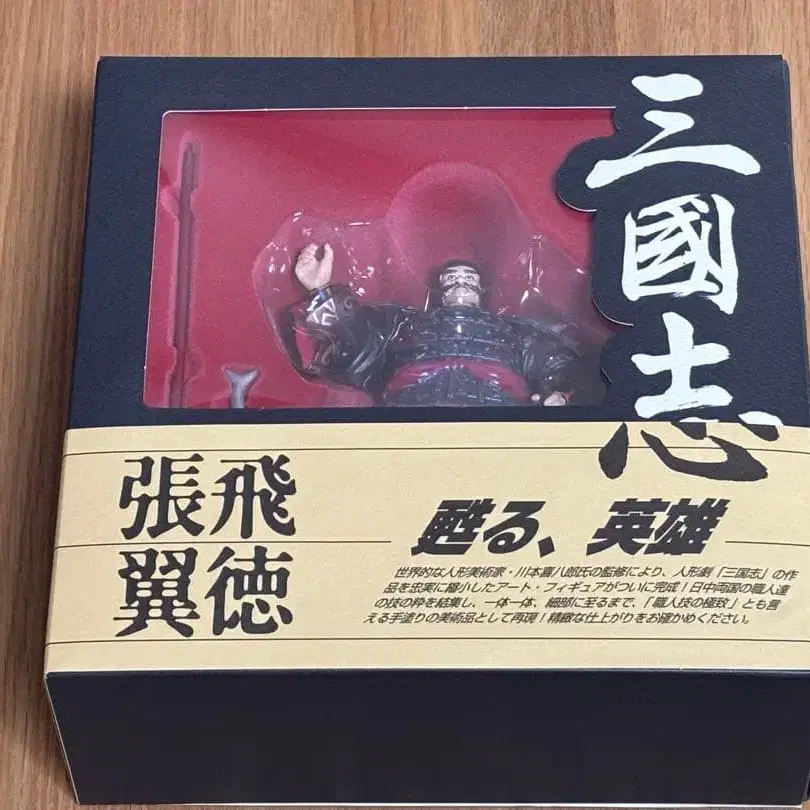 三國志
張飛
翼徳
甦る、英雄
世界的な人形美術家・川本喜八郎氏の監修により、人形劇「三国志」の作
品を忠実に縮小したアート・フィギュアがついに完成!日中両国の職人達
の技の粋を結集し、一体一体、細部に至るまで、「職人技の極致」とも言
える手塗りの美術品として再現!精緻な仕上がりをお確かめください。